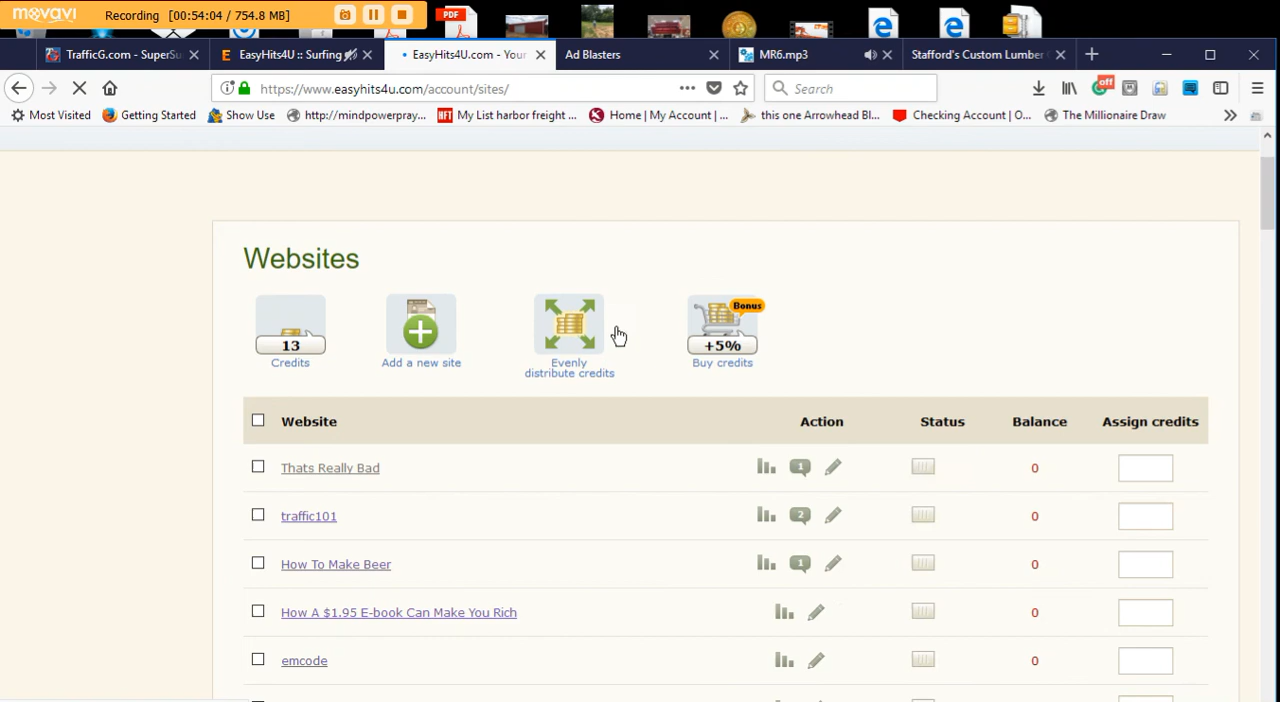 movavi
Recording [00:54:04 / 754.8 MB]
PDF
TrafficG.com - SuperSu
EasyHits4U :: Surfing
EasyHits4U.com - Your
Ad Blasters
MR6.mp3
Stafford's Custom Lumber
https://www.easyhits4u.com/account/sites/
Search
off
Most Visited
Getting Started
Show Use
http://mindpowerpray...
HFT
My List harbor freight ...
Home | My Account | ...
this one Arrowhead Bl...
Checking Account | O...
The Millionaire Draw
Websites
13
Credits
Add a new site
Evenly
distribute credits
Bonus
+5%
Buy credits
Website Action Status Balance Assign credits
Thats Really Bad 1 0
traffic101 2 0
How To Make Beer 1 0
How A $1.95 E-book Can Make You Rich 0
emcode 0